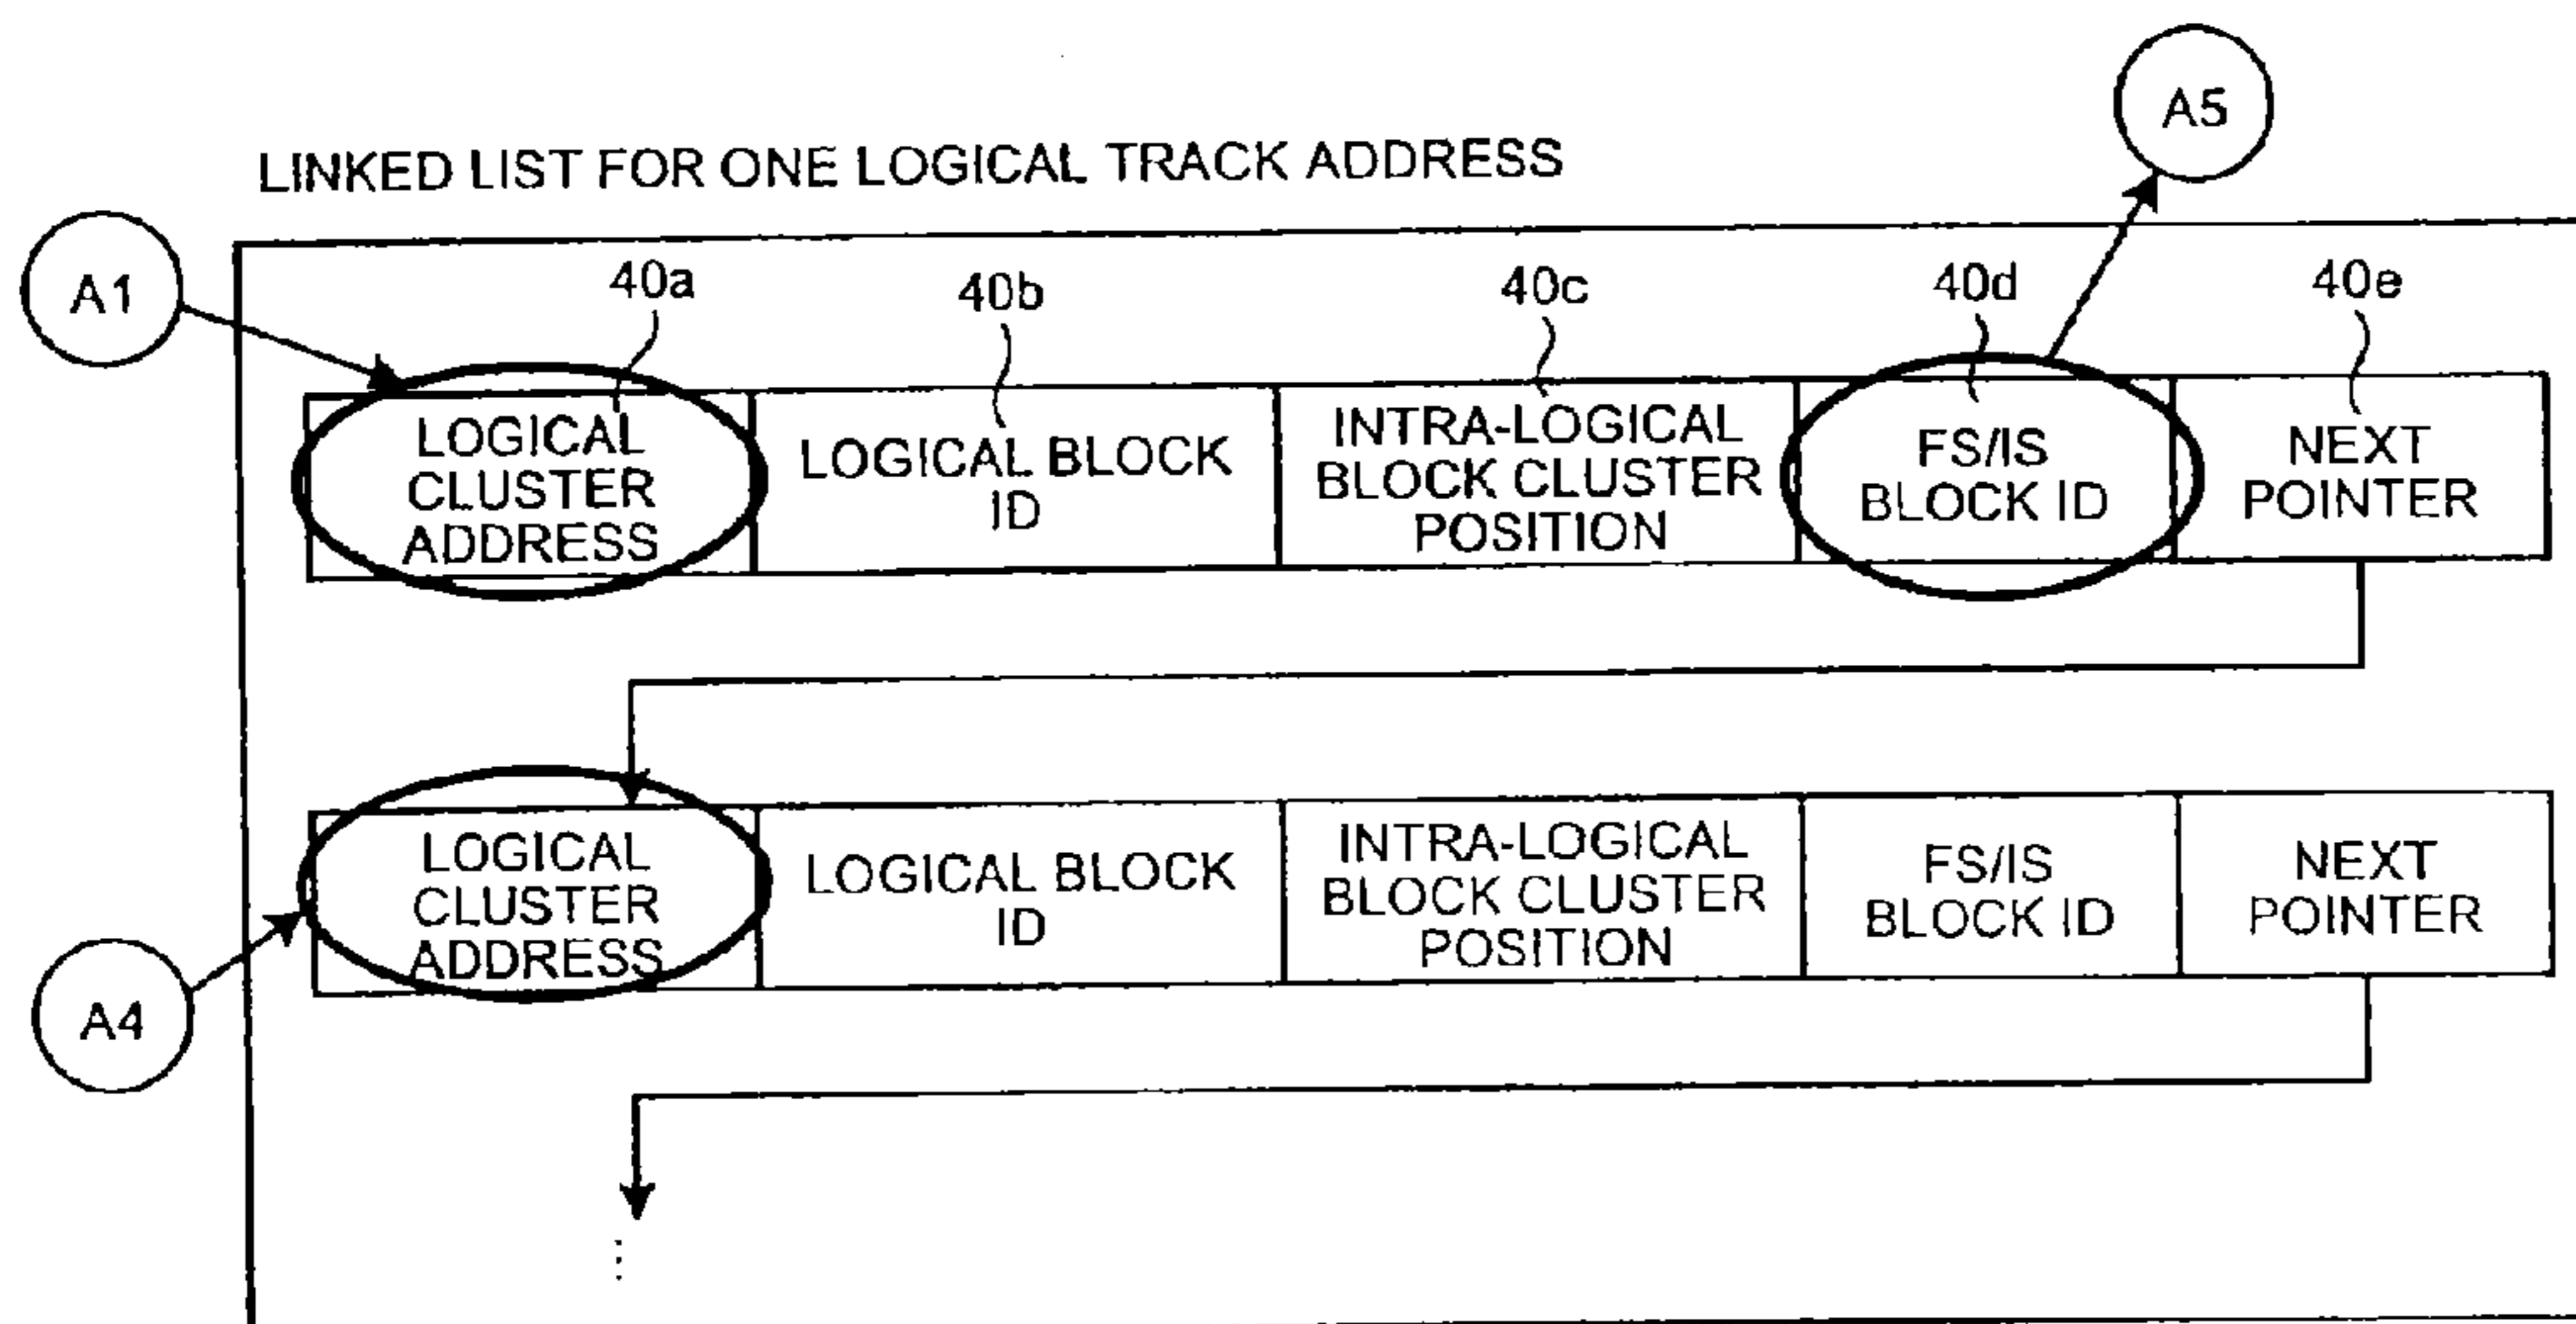 A5
LINKED LIST FOR ONE LOGICAL TRACK ADDRESS
A1
40a
40b
40c
40d
40e
LOGICAL
CLUSTER
ADDRESS
LOGICAL BLOCK
ID
INTRA-LOGICAL
BLOCK CLUSTER
POSITION
FS/IS
BLOCK ID
NEXT
POINTER
LOGICAL
CLUSTER
ADDRESS
LOGICAL BLOCK
ID
INTRA-LOGICAL
BLOCK CLUSTER
POSITION
FS/IS
BLOCK ID
NEXT
POINTER
A4
...